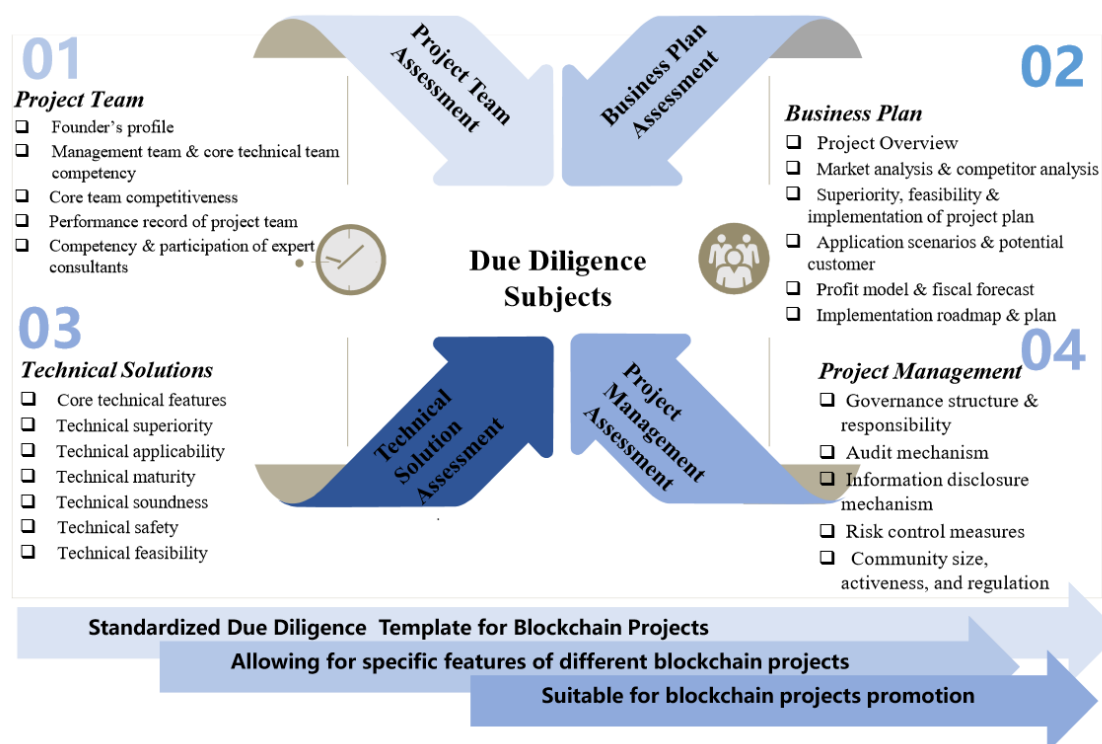 01
Project Team
Founder's profile
Management team & core technical team
competency
Core team competitiveness
Performance record of project team
Competency & participation of expert
consultants
Project Team
Assessment
Business Plan
Assessment
02
Business Plan
Project Overview
Market analysis & competitor analysis
Superiority, feasibility &
implementation of project plan
Application scenarios & potential
customer
Profit model & fiscal forecast
Implementation roadmap & plan
Due Diligence
Subjects
03
Technical Solutions
Core technical features
Technical superiority
Technical applicability
Technical maturity
Technical soundness
Technical safety
Technical feasibility
Technical
Solution
Assessment
Project
Management
Assessment
04
Project Management
Governance structure &
responsibility
Audit mechanism
Information disclosure
mechanism
Risk control measures
Community size,
activeness, and regulation
Standardized Due Diligence Template for Blockchain Projects
Allowing for specific features of different blockchain projects
Suitable for blockchain projects promotion